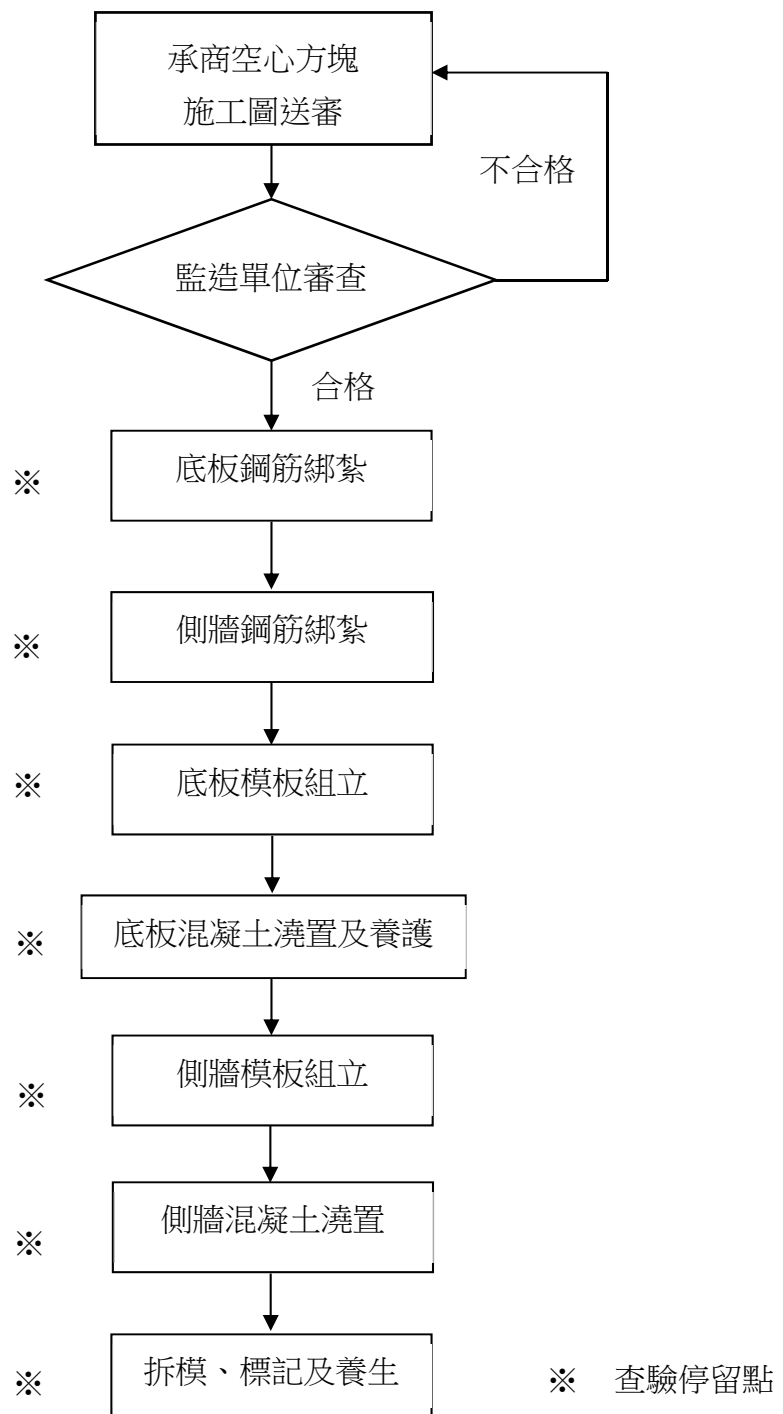 承商空心方塊
施工圖送審
不合格
監造單位審查
合格
※ 底板鋼筋綁紮
※ 側牆鋼筋綁紮
※ 底板模板組立
※ 底板混凝土澆置及養護
※ 側牆模板組立
※ 側牆混凝土澆置
※ 拆模、標記及養生
※ 查驗停留點